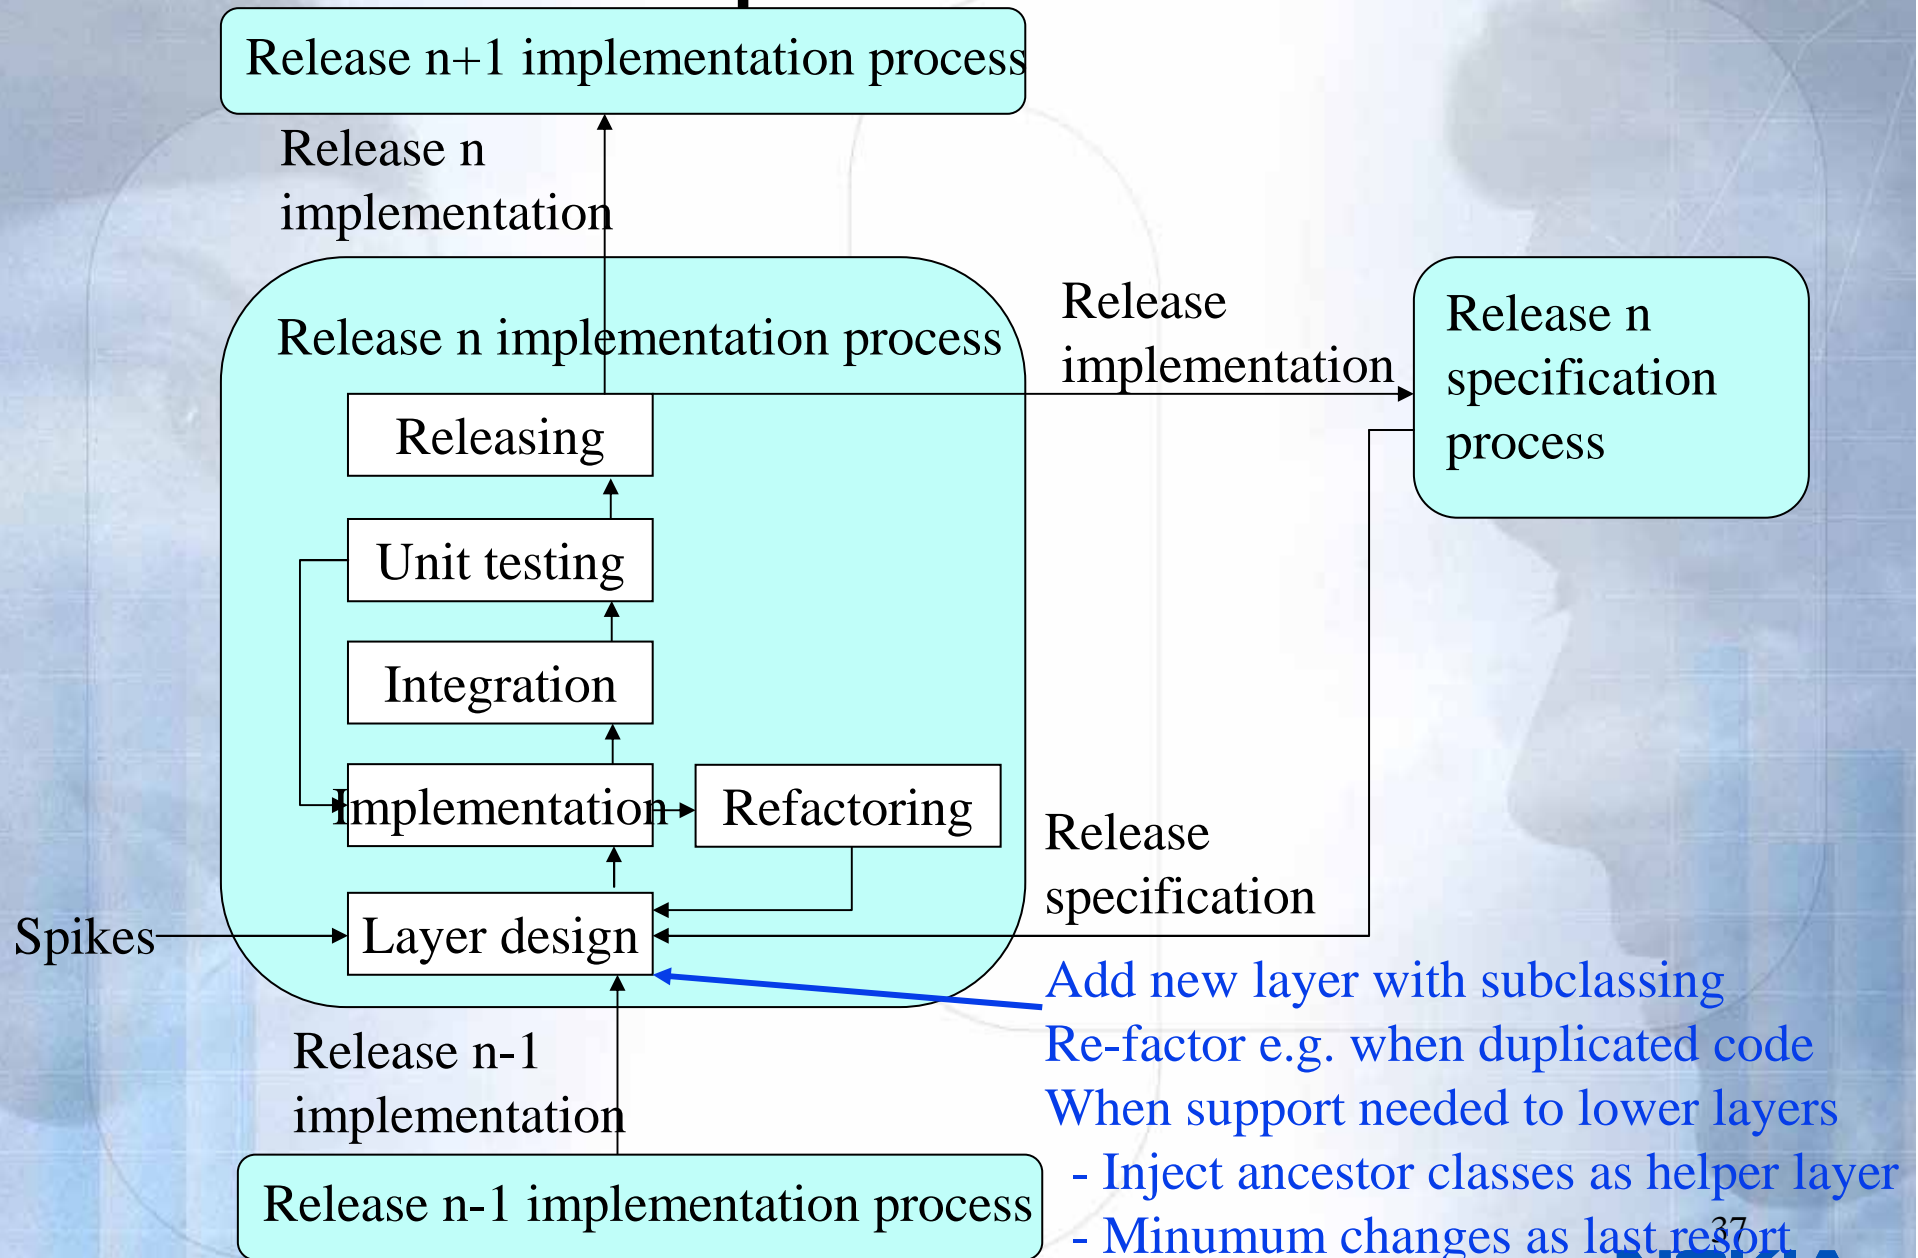 Release n+1 implementation process
Release n
implementation
Release n implementation process
Release
implementation
Release n
specification
process
Releasing
Unit testing
Integration
Implementation
Refactoring
Release
specification
Spikes
Layer design
Add new layer with subclassing
Re-factor e.g. when duplicated code
When support needed to lower layers
- Inject ancestor classes as helper layer
- Minumum changes as last resort
Release n-1
implementation
Release n-1 implementation process
37